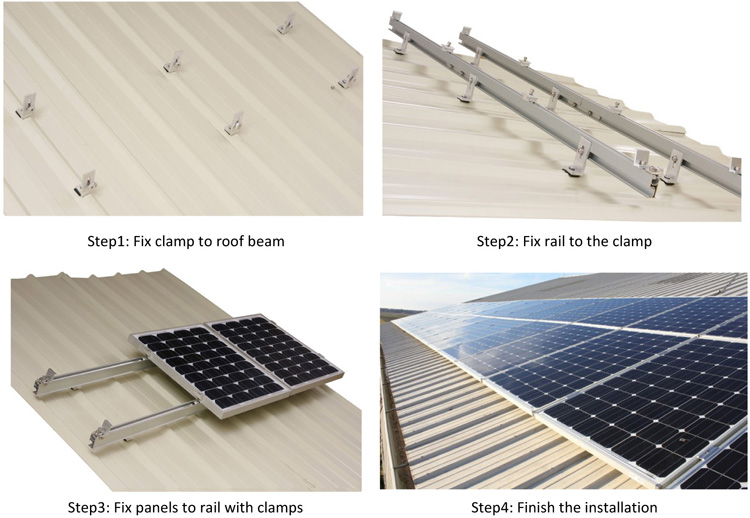 Step1: Fix clamp to roof beam
Step2: Fix rail to the clamp
Step3: Fix panels to rail with clamps
Step4: Finish the installation